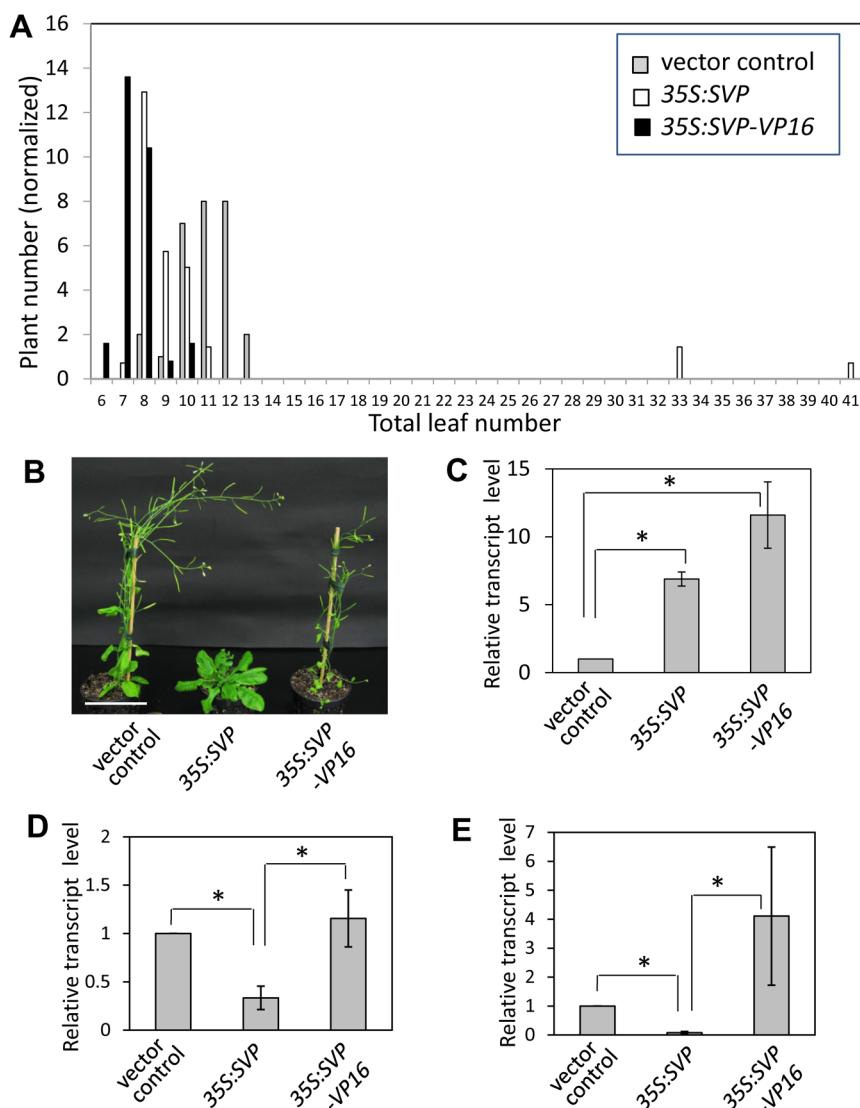 A
16
14
12
10
8
6
4
2
0
Plant number (normalized)
vector control
35S:SVP
35S:SVP-VP16
6 7 8 9 10 11 12 13 14 15 16 17 18 19 20 21 22 23 24 25 26 27 28 29 30 31 32 33 34 35 36 37 38 39 40 41
Total leaf number
B
vector
control
35S:SVP
35S:SVP
-VP16
C
Relative transcript level
15
10
5
0
*
*
vector
control
35S:SVP
35S:SVP
-VP16
D
Relative transcript level
2
1.5
1
0.5
0
*
*
vector
control
35S:SVP
35S:SVP
-VP16
E
Relative transcript level
7
6
5
4
3
2
1
0
*
*
vector
control
35S:SVP
35S:SVP
-VP16